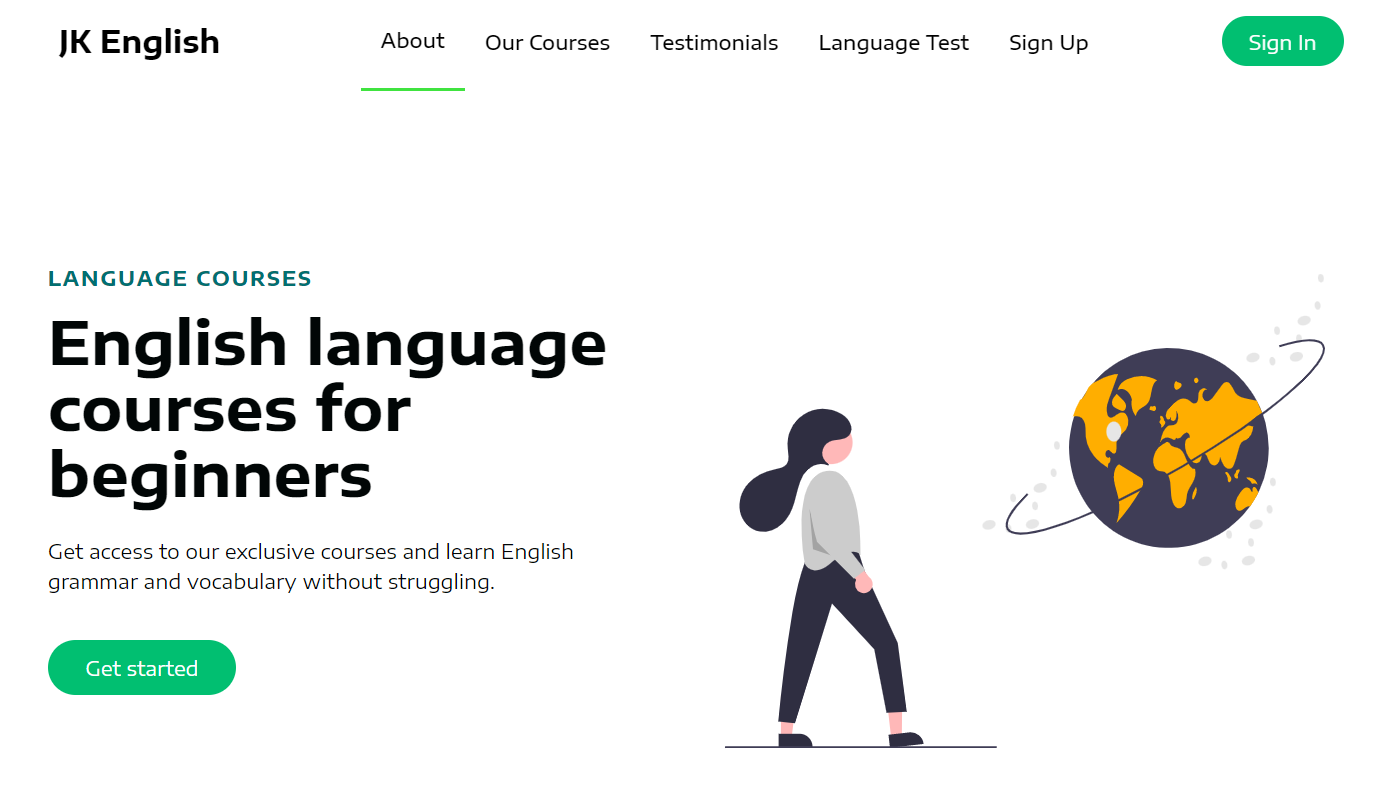 JK English
About
Our Courses
Testimonials
Language Test
Sign Up
Sign In
LANGUAGE COURSES
English language
courses for
beginners
Get access to our exclusive courses and learn English
grammar and vocabulary without struggling.
Get started